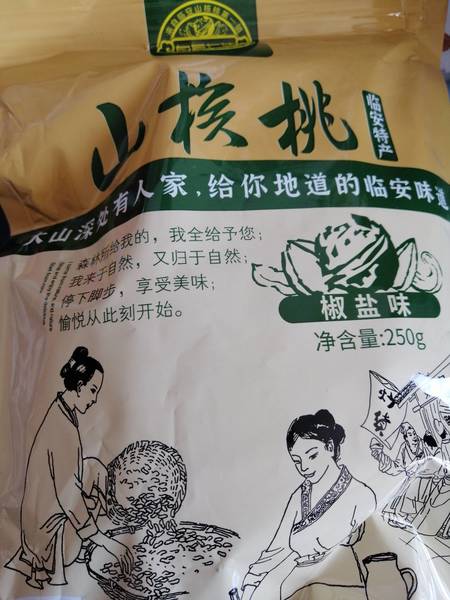 山核桃
临安特产
大山深处有人家,给你地道的临安味道
森林所给我的，我全给予您；
我来于自然，又归于自然；
停下脚步，享受美味；
愉悦从此刻开始。
椒盐味
净含量:250g